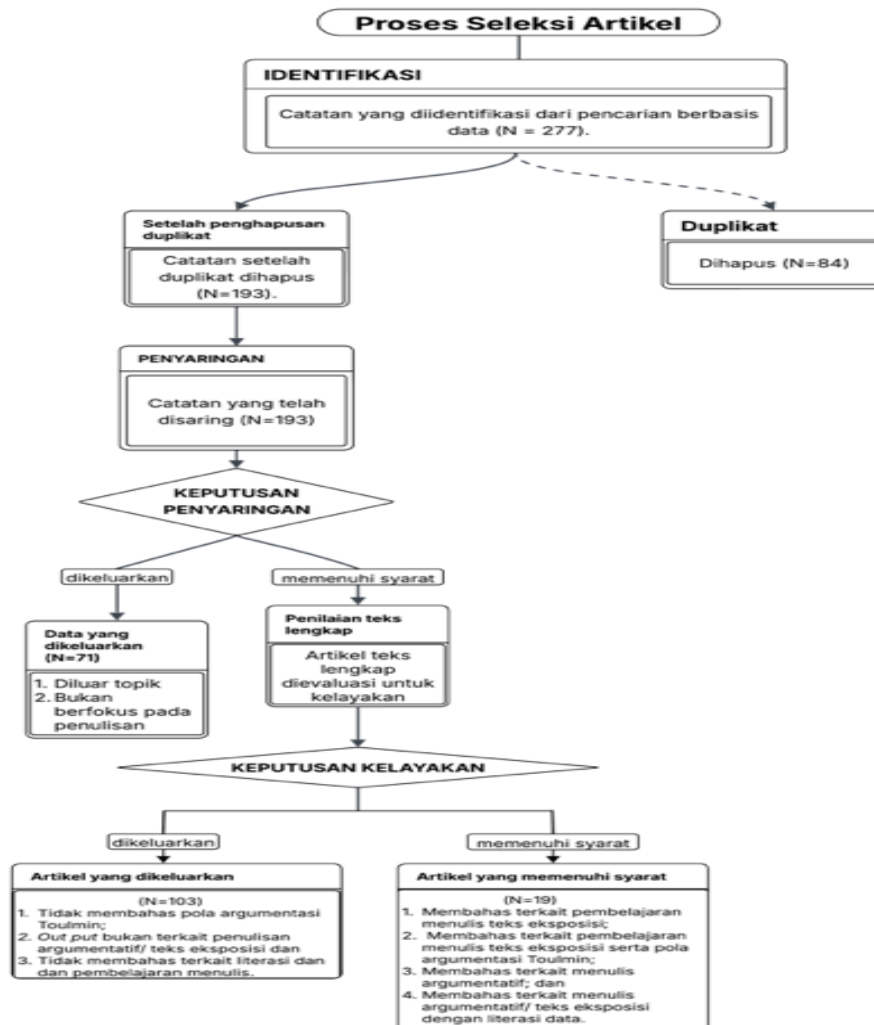 Proses Seleksi Artikel
IDENTIFIKASI
Catatan yang diidentifikasi dari pencarian berbasis
data (N = 277).
Setelah penghapusan
duplikat
Catatan setelah
duplikat dihapus
(N=193).
Duplikat
Dihapus (N=84)
PENYARINGAN
Catatan yang telah
disaring (N=193)
KEPUTUSAN
PENYARINGAN
dikeluarkan
memenuhi syarat
Data yang
dikeluarkan
(N=71)
1. Diluar topik
2. Bukan
berfokus pada
penulisan
Penilaian teks
lengkap
Artikel teks
lengkap
dievaluasi untuk
kelayakan
KEPUTUSAN KELAYAKAN
dikeluarkan
memenuhi syarat
Artikel yang dikeluarkan
(N=103)
1. Tidak membahas pola argumentasi
Toulmin;
2. Out put bukan terkait penulisan
argumentatif/ teks eksposisi dan
3. Tidak membahas terkait literasi dan
dan pembelajaran menulis.
Artikel yang memenuhi syarat
(N=19)
1. Membahas terkait pembelajaran
menulis teks eksposisi;
2. Membahas terkait pembelajaran
menulis teks eksposisi serta pola
argumentasi Toulmin;
3. Membahas terkait menulis
argumentatif; dan
4. Membahas terkait menulis
argumentatif/ teks eksposisi
dengan literasi data.